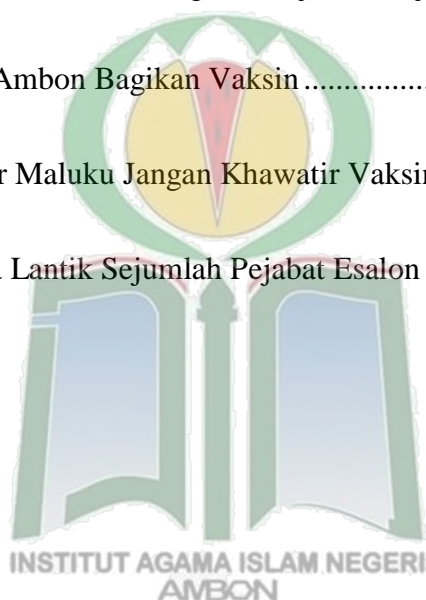 Ambon Bagikan Vaksin .................
r Maluku Jangan Khawatir Vaksin
Lantik Sejumlah Pejabat Esalon
INSTITUT AGAMA ISLAM NEGERI
AMBON